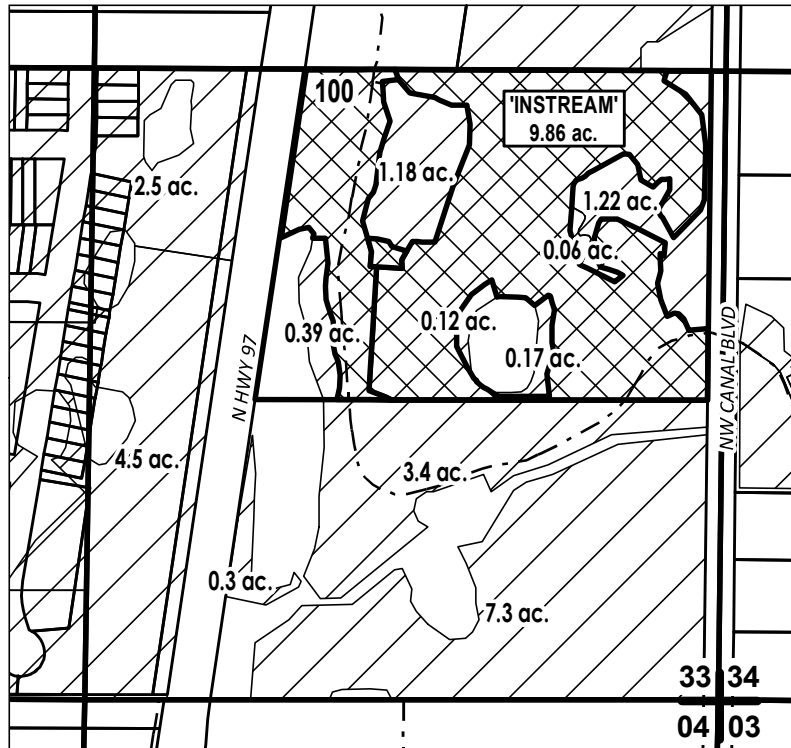 100
'INSTREAM'
9.86 ac.
1.18 ac.
2.5 ac.
1.22 ac.
0.06 ac.
0.39 ac.
0.12 ac.
0.17 ac.
N HWY 97
NW CANAL BLVD
4.5 ac.
3.4 ac.
0.3 ac.
7.3 ac.
33 34
04 03